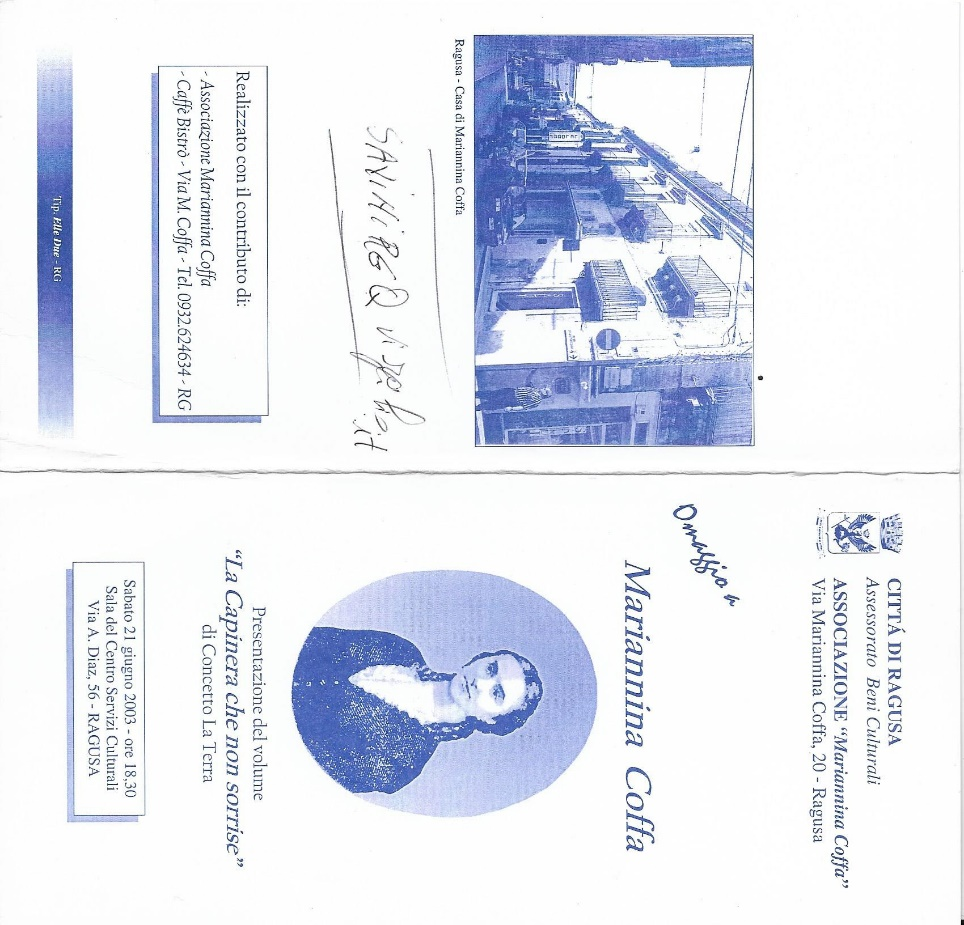 CITTÁ DI RAGUSA
Assessorato Beni Culturali
ASSOCIAZIONE "Mariannina Coffa"
Via Mariannina Coffa, 20 - Ragusa
Omaggio a
Mariannina Coffa
Presentazione del volume
"La Capinera che non sorrise"
di Concetto La Terra
Sabato 21 giugno 2003 - ore 18,30
Sala del Centro Servizi Culturali
Via A. Diaz, 56 - RAGUSA
Ragusa - Casa di Mariannina Coffa
Realizzato con il contributo di:
- Associazione Mariannina Coffa
- Caffè Bistrò - Via M. Coffa - Tel. 0932.624634 - RG
Tip. Elle Due - RG